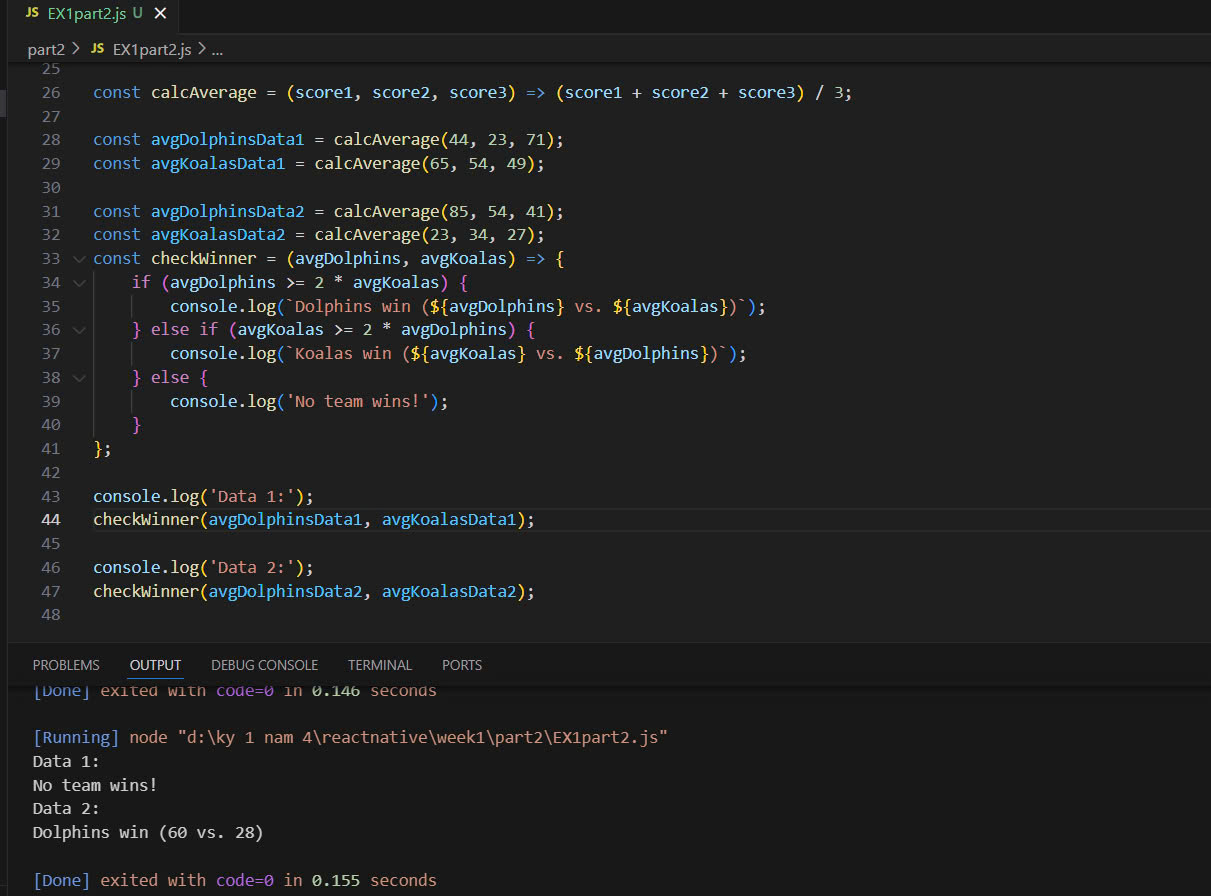 JS EX1part2.js U ×
part2 > JS EX1part2.js > ...
25
26 const calcAverage = (score1, score2, score3) => (score1 + score2 + score3) / 3;
27
28 const avgDolphinsData1 = calcAverage(44, 23, 71);
29 const avgKoalasData1 = calcAverage(65, 54, 49);
30
31 const avgDolphinsData2 = calcAverage(85, 54, 41);
32 const avgKoalasData2 = calcAverage(23, 34, 27);
33 const checkWinner = (avgDolphins, avgKoalas) => {
34     if (avgDolphins >= 2 * avgKoalas) {
35         console.log(`Dolphins win (${avgDolphins} vs. ${avgKoalas})`);
36     } else if (avgKoalas >= 2 * avgDolphins) {
37         console.log(`Koalas win (${avgKoalas} vs. ${avgDolphins})`);
38     } else {
39         console.log('No team wins!');
40     }
41 };
42
43 console.log('Data 1:');
44 checkWinner(avgDolphinsData1, avgKoalasData1);
45
46 console.log('Data 2:');
47 checkWinner(avgDolphinsData2, avgKoalasData2);
48
PROBLEMS OUTPUT DEBUG CONSOLE TERMINAL PORTS
[Done] exited with code=0 in 0.146 seconds
[Running] node "d:\ky 1 nam 4\reactnative\week1\part2\EX1part2.js"
Data 1:
No team wins!
Data 2:
Dolphins win (60 vs. 28)
[Done] exited with code=0 in 0.155 seconds